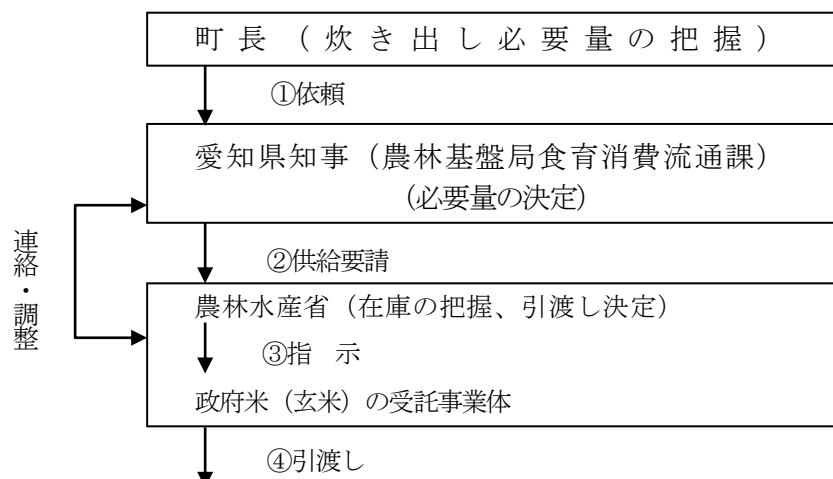 町長（炊き出し必要量の把握）
①依頼
愛知県知事（農林基盤局食育消費流通課）
（必要量の決定）
連絡・調整
②供給要請
農林水産省（在庫の把握、引渡し決定）
③指　示
政府米（玄米）の受託事業体
④引渡し